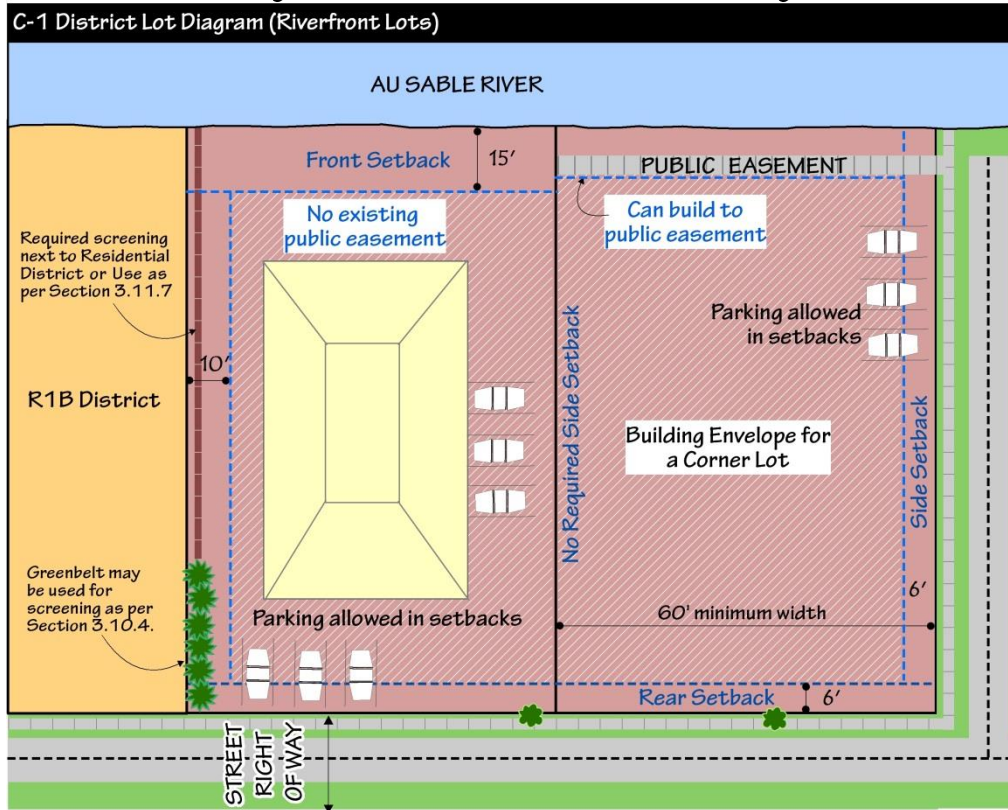 C-1 District Lot Diagram (Riverfront Lots)
AU SABLE RIVER
Front Setback
15'
PUBLIC EASEMENT
No existing
public easement
Can build to
public easement
Required screening
next to Residential
District or Use as
per Section 3.11.7
Parking allowed
in setbacks
10'
R1B District
No Required Side Setback
Building Envelope for
a Corner Lot
Side Setback
Greenbelt may
be used for
screening as per
Section 3.10.4.
Parking allowed in setbacks
60' minimum width
6'
Rear Setback
6'
STREET
RIGHT
OF WAY